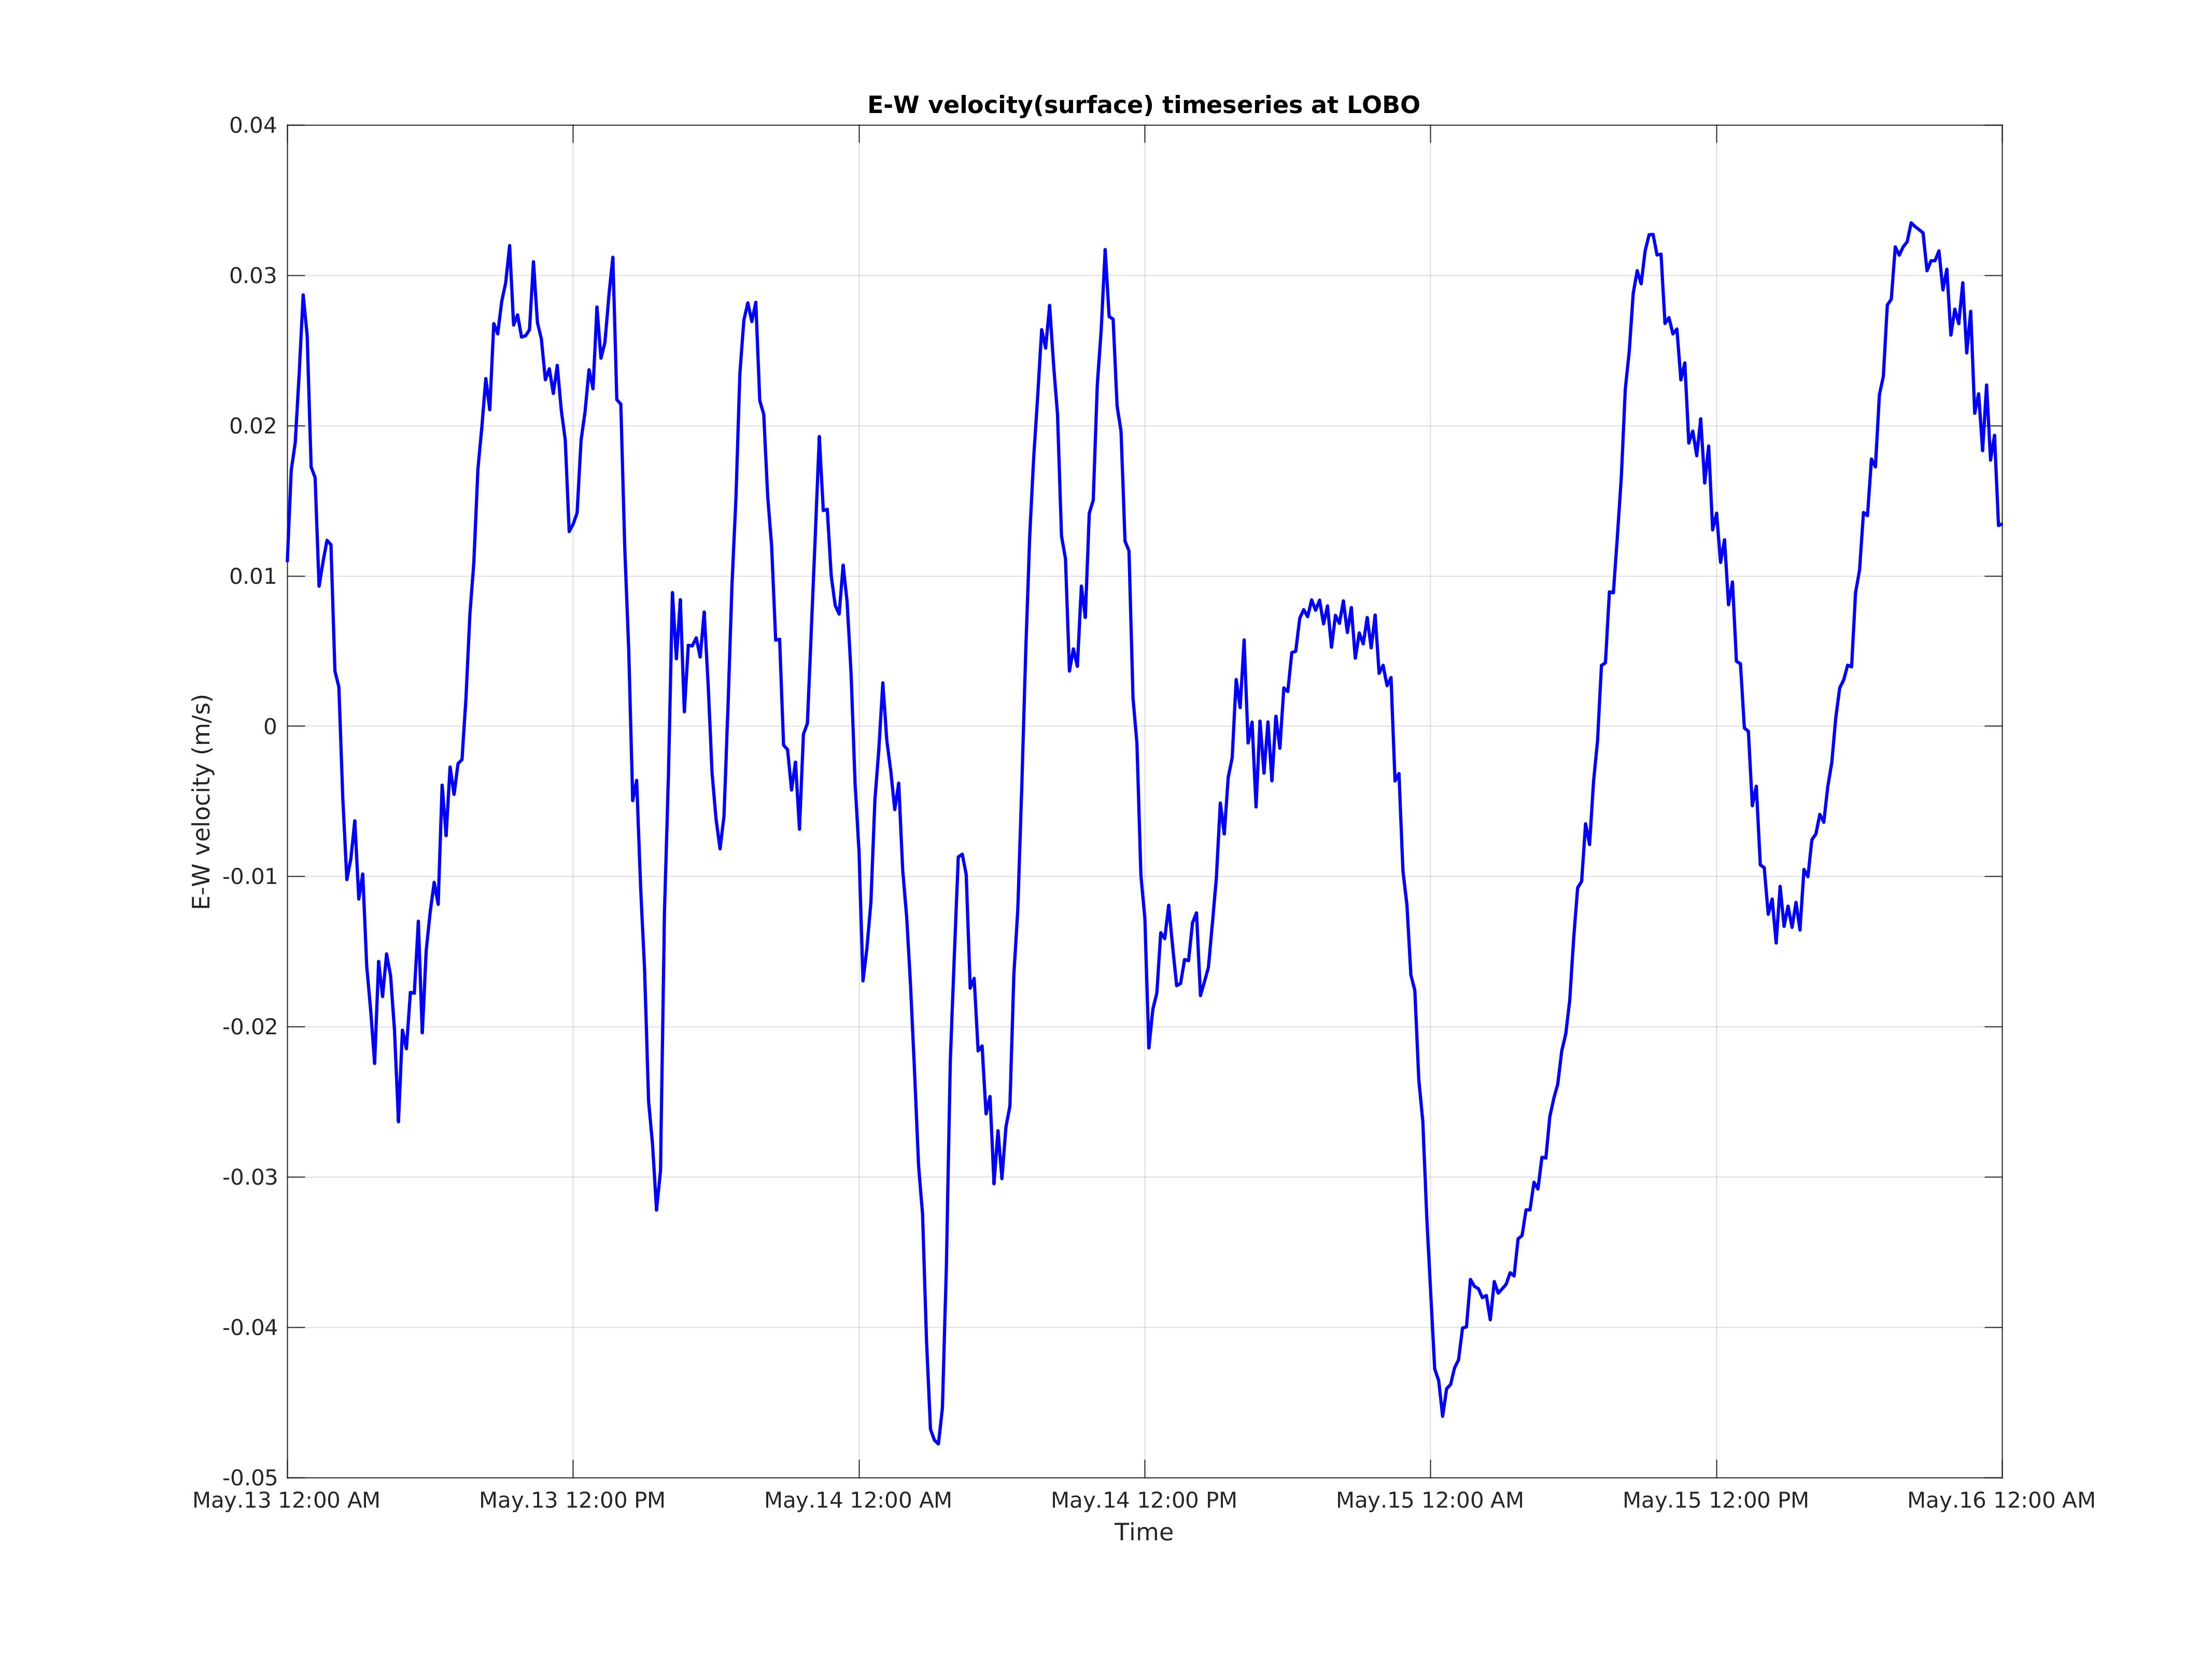 E-W velocity(surface) timeseries at LOBO
0.04
0.03
0.02
0.01
0
-0.01
-0.02
-0.03
-0.04
-0.05
E-W velocity (m/s)
May.13 12:00 AM May.13 12:00 PM May.14 12:00 AM May.14 12:00 PM May.15 12:00 AM May.15 12:00 PM May.16 12:00 AM
Time